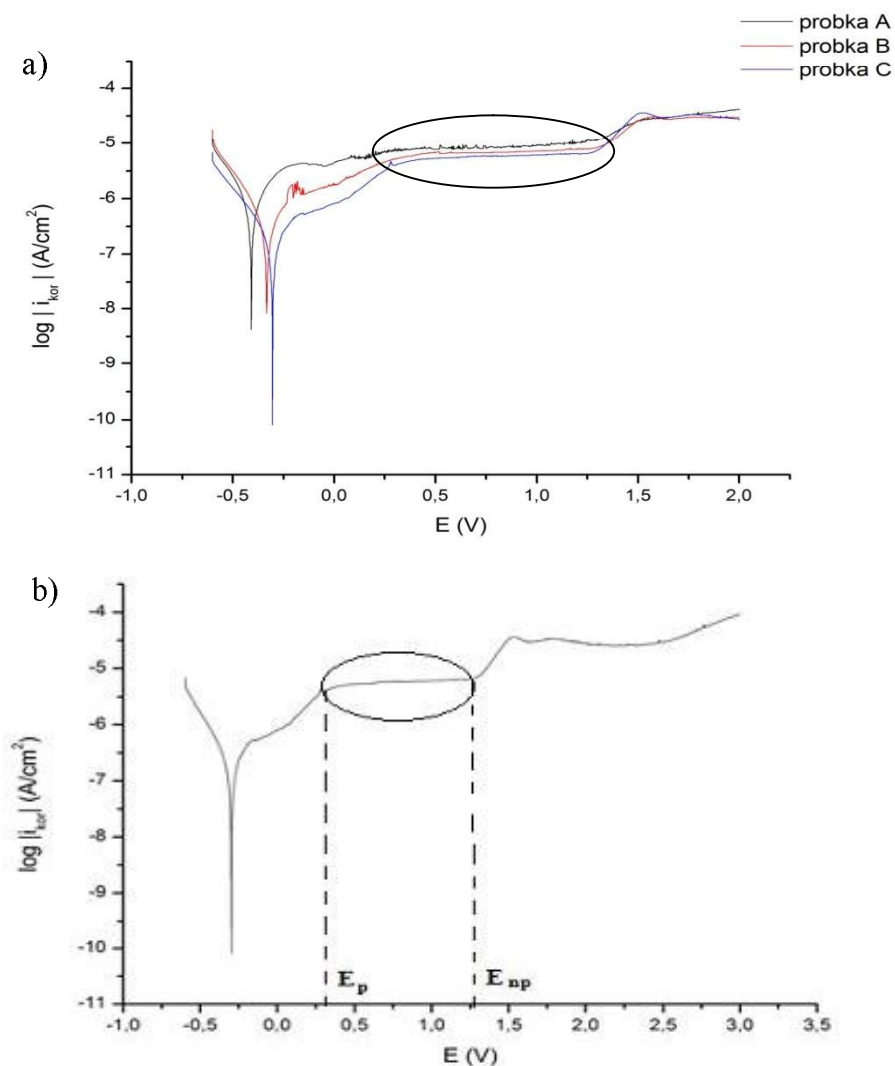 probka A
probka B
probka C
a)
-4
-5
-6
-7
-8
-9
-10
-11
log | i_kor | (A/cm²)
-1,0 -0,5 0,0 0,5 1,0 1,5 2,0
E (V)
b)
-4
-5
-6
-7
-8
-9
-10
-11
log |i_kor| (A/cm²)
E_p E_np
-1,0 -0,5 0,0 0,5 1,0 1,5 2,0 2,5 3,0 3,5
E (V)